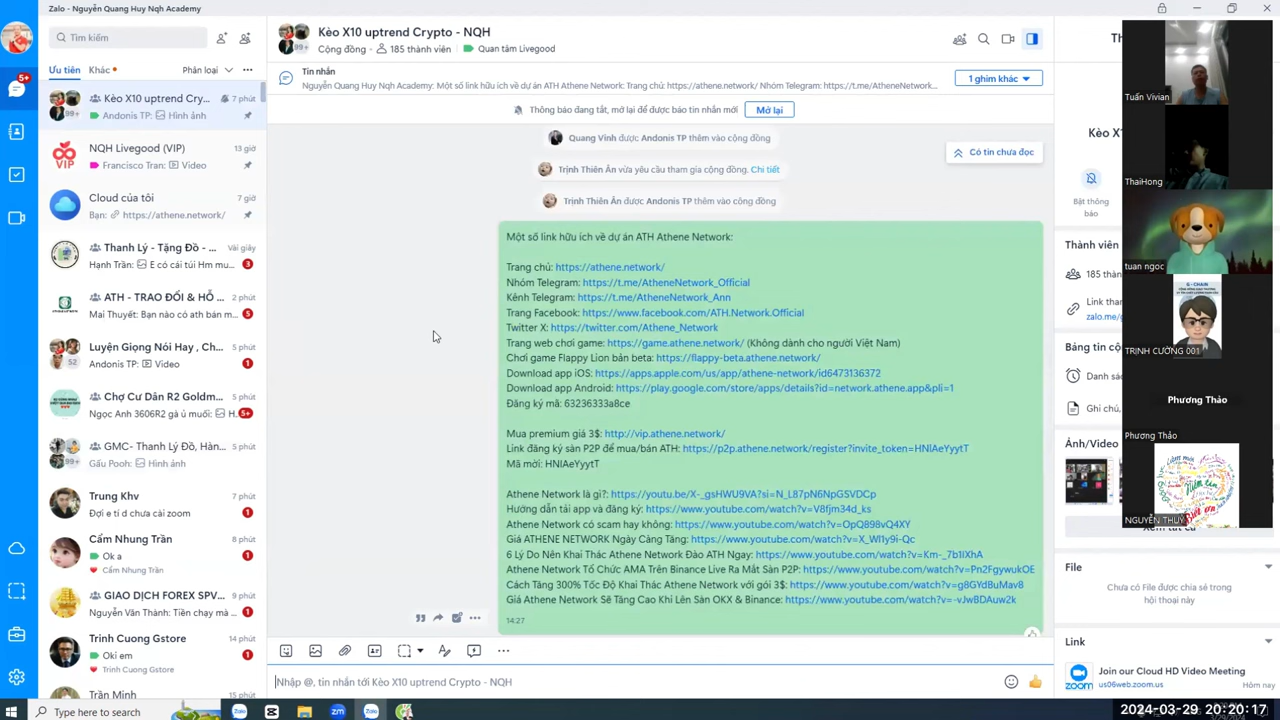 Zalo - Nguyễn Quang Huy Nqh Academy
Tìm kiếm
Ưu tiên
Khác
Phân loại
Kèo X10 uptrend Cry...
7 phút
Andonis TP:
Hình ảnh
NQH Livegood (VIP)
13 giờ
Francisco Tran:
Video
VIP
Cloud của tôi
7 giờ
Bạn:
https://athene.network/
Thanh Lý - Tặng Đồ - ...
Vài giây
Hạnh Trần:
E có cái túi Hm mu...
3
ATH - TRAO ĐỔI & HỖ ...
2 phút
Mai Thuyết: Bạn nào có ath bán m...
5
Luyện Giọng Nói Hay , Ch...
5 phút
Andonis TP:
Video
52
1
Chợ Cư Dân R2 Goldm...
5 phút
Ngọc Anh 3606R2 gà ủ muối:
H.
5+
GMC- Thanh Lý Đồ, Hàn...
5 phút
Gấu Pooh:
Hình ảnh
99+
Trung Khv
7 phút
Đợi e tí d chưa cài zoom
1
Cẩm Nhung Trần
8 phút
Ok a
1
Cẩm Nhung Trần
GIAO DỊCH FOREX SPV...
9 phút
Nguyễn Văn Thành: Tiền chạy mà ...
1
Trinh Cuong Gstore
14 phút
Oki em
1
Trinh Cuong Gstore
Trần Minh
15 phút
Kèo X10 uptrend Crypto - NQH
Cộng đồng
185 thành viên
Quan tâm Livegood
Tin nhắn
Nguyễn Quang Huy Nqh Academy: Một số link hữu ích về dự án ATH Athene Network: Trang chủ: https://athene.network/ Nhóm Telegram: https://t.me/AtheneNetwork...
1 ghim khác
Thông báo đang tắt, mở lại để được báo tin nhắn mới
Mở lại
Có tin chưa đọc
Quang Vinh được Andonis TP thêm vào cộng đồng
Trịnh Thiên Ân vừa yêu cầu tham gia cộng đồng. Chi tiết
Trịnh Thiên Ân được Andonis TP thêm vào cộng đồng
Một số link hữu ích về dự án ATH Athene Network:
Trang chủ: https://athene.network/
Nhóm Telegram: https://t.me/AtheneNetwork_Official
Kênh Telegram: https://t.me/AtheneNetwork_Ann
Trang Facebook: https://www.facebook.com/ATH.Network.Official
Twitter X: https://twitter.com/Athene_Network
Trang web chơi game: https://game.athene.network/ (Không dành cho người Việt Nam)
Chơi game Flappy Lion bản beta: https://flappy-beta.athene.network/
Download app iOS: https://apps.apple.com/us/app/athene-network/id6473136372
Download app Android: https://play.google.com/store/apps/details?id=network.athene.app&pli=1
Đăng ký mã: 63236333a8ce
Mua premium giá 3$: http://vip.athene.network/
Link đăng ký sàn P2P để mua/bán ATH: https://p2p.athene.network/register?invite_token=HNIAeYyytT
Mã mời: HNIAeYyytT
Athene Network là gì?: https://youtu.be/X-_gsHWU9VA?si=N_L87pN6NpGSVDCp
Hướng dẫn tải app và đăng ký: https://www.youtube.com/watch?v=V8fjm34d_ks
Athene Network có scam hay không: https://www.youtube.com/watch?v=OpQ898vQ4XY
Giá ATHENE NETWORK Ngày Càng Tăng: https://www.youtube.com/watch?v=X_Wl1y9i-Qc
6 Lý Do Nên Khai Thác Athene Network Đào ATH Ngay: https://www.youtube.com/watch?v=Km-_7b1lXhA
Athene Network Tổ Chức AMA Trên Binance Live Ra Mắt Sàn P2P: https://www.youtube.com/watch?v=Pn2FgywukOE
Cách Tăng 300% Tốc Độ Khai Thác Athene Network với gói 3$: https://www.youtube.com/watch?v=g8GYdBuMav8
Giá Athene Network Sẽ Tăng Cao Khi Lên Sàn OKX & Binance: https://www.youtube.com/watch?v=-vJwBDAuw2k
14:27
Nhập @, tin nhắn tới Kèo X10 uptrend Crypto - NQH
Th
Kèo X1
Bật thông
báo
Thành viên
185 thà
Link tha
zalo.me/g
Bảng tin cộ
Danh sá
Ghi chú,
Ảnh/Video
File
Chưa có File được chia sẻ trong
hội thoại này
Link
zoom
Join our Cloud HD Video Meeting
us06web.zoom.us
Hôm nay
Tuấn Vivian
ThaiHong
tuan ngoc
G - CHAIN
TRỊNH CƯỜNG 001
Phương Thảo
Phương Thảo
NGUYỄN THUỲ
Type here to search
2024-03-29 20:20:17